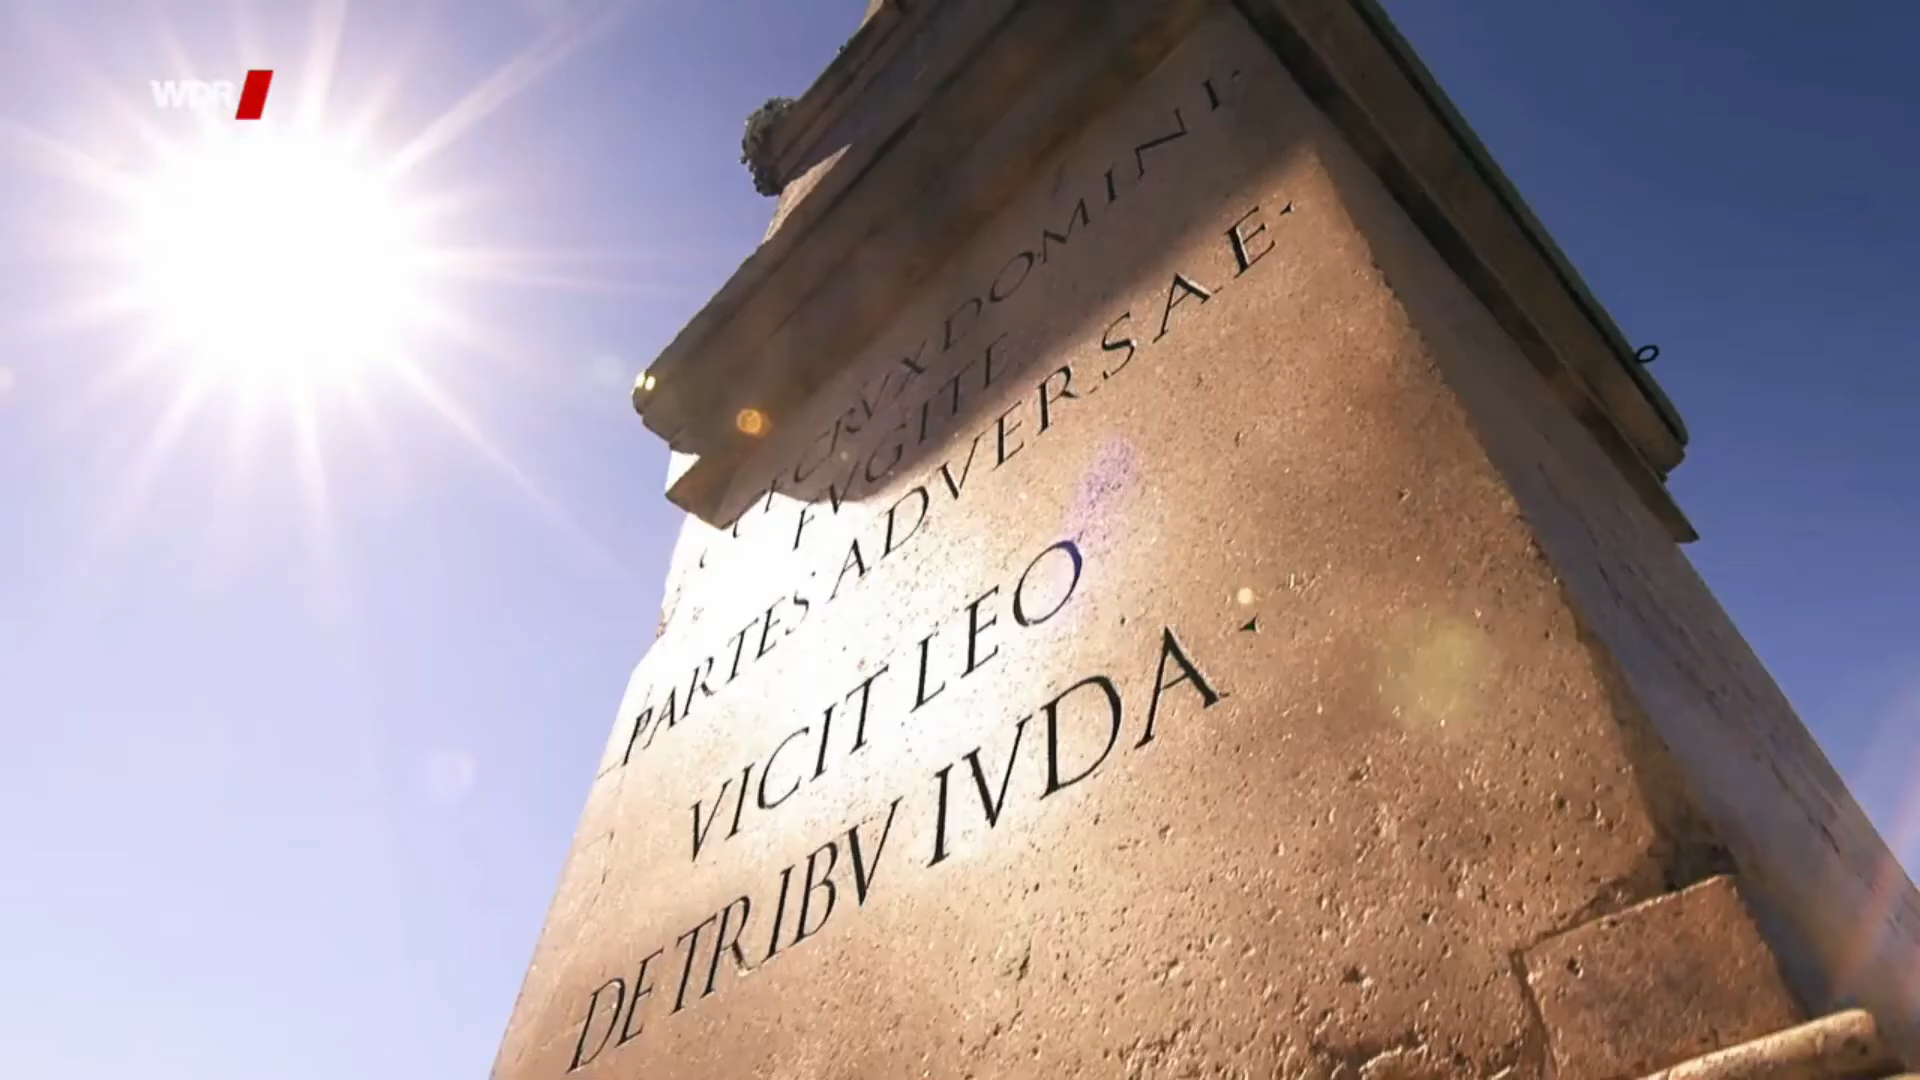 WDR
CRVX DOMINI
FVGITE
PARTES·ADVERSAE·
VICIT LEO
DE TRIBV IVDA·